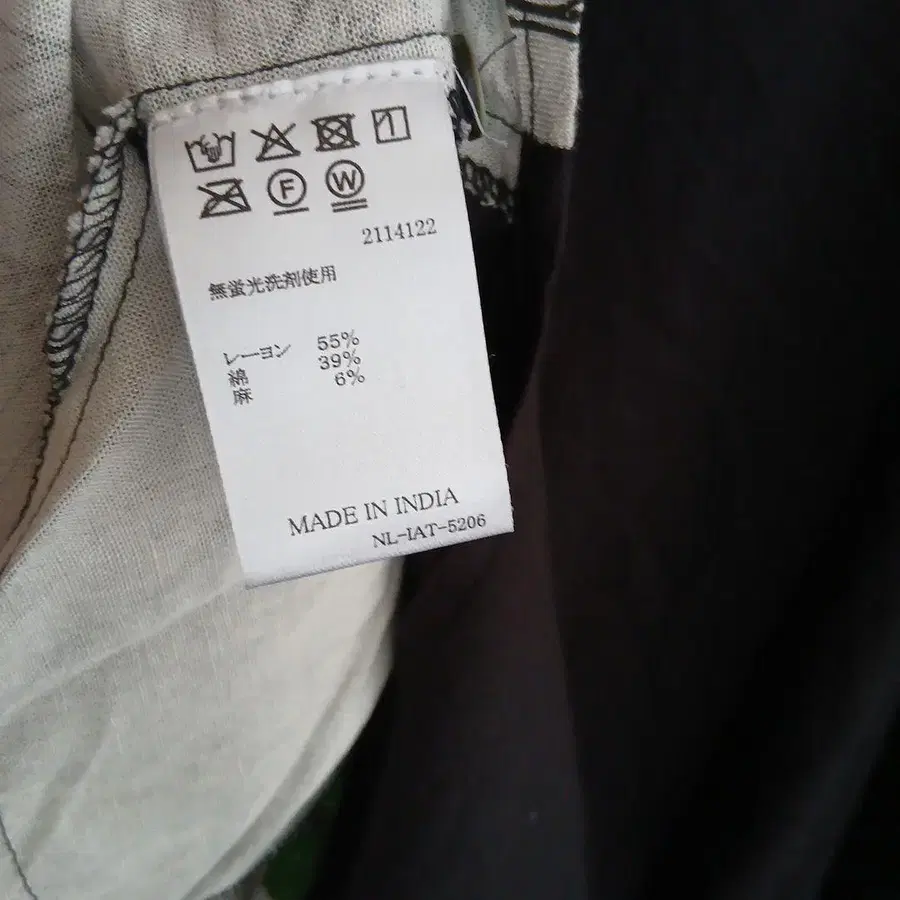 F W
2114122
無蛍光洗剤使用
レーヨン 55%
綿 39%
麻 6%
MADE IN INDIA
NL-IAT-5206